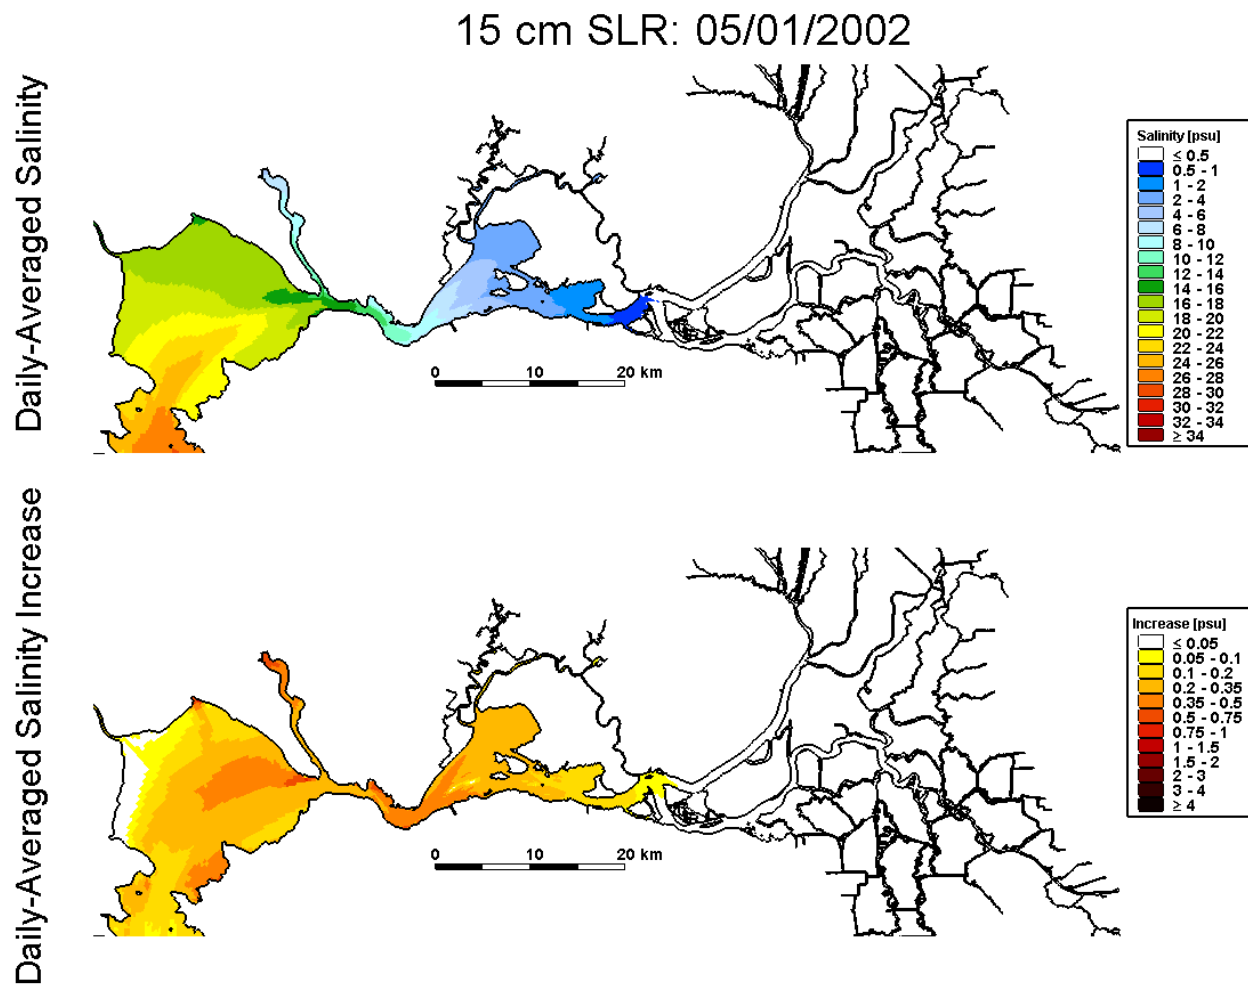 15 cm SLR: 05/01/2002
Daily-Averaged Salinity
Salinity [psu]
≤ 0.5
0.5 - 1
1 - 2
2 - 4
4 - 6
6 - 8
8 - 10
10 - 12
12 - 14
14 - 16
16 - 18
18 - 20
20 - 22
22 - 24
24 - 26
26 - 28
28 - 30
30 - 32
32 - 34
≥ 34
0 10 20 km
Daily-Averaged Salinity Increase
Increase [psu]
≤ 0.05
0.05 - 0.1
0.1 - 0.2
0.2 - 0.35
0.35 - 0.5
0.5 - 0.75
0.75 - 1
1 - 1.5
1.5 - 2
2 - 3
3 - 4
≥ 4
0 10 20 km